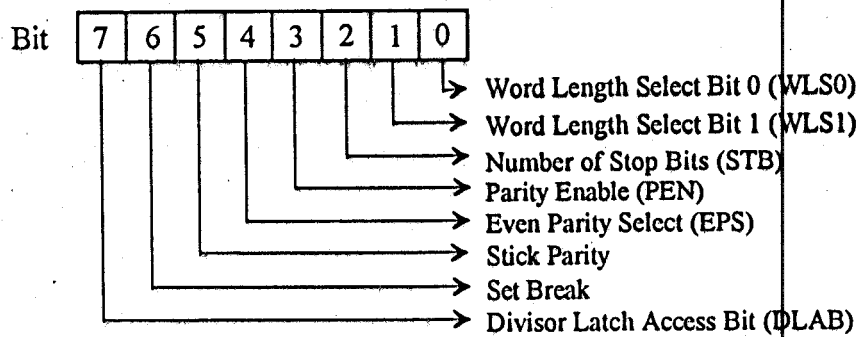 Bit 7 6 5 4 3 2 1 0
Word Length Select Bit 0 (WLS0)
Word Length Select Bit 1 (WLS1)
Number of Stop Bits (STB)
Parity Enable (PEN)
Even Parity Select (EPS)
Stick Parity
Set Break
Divisor Latch Access Bit (DLAB)